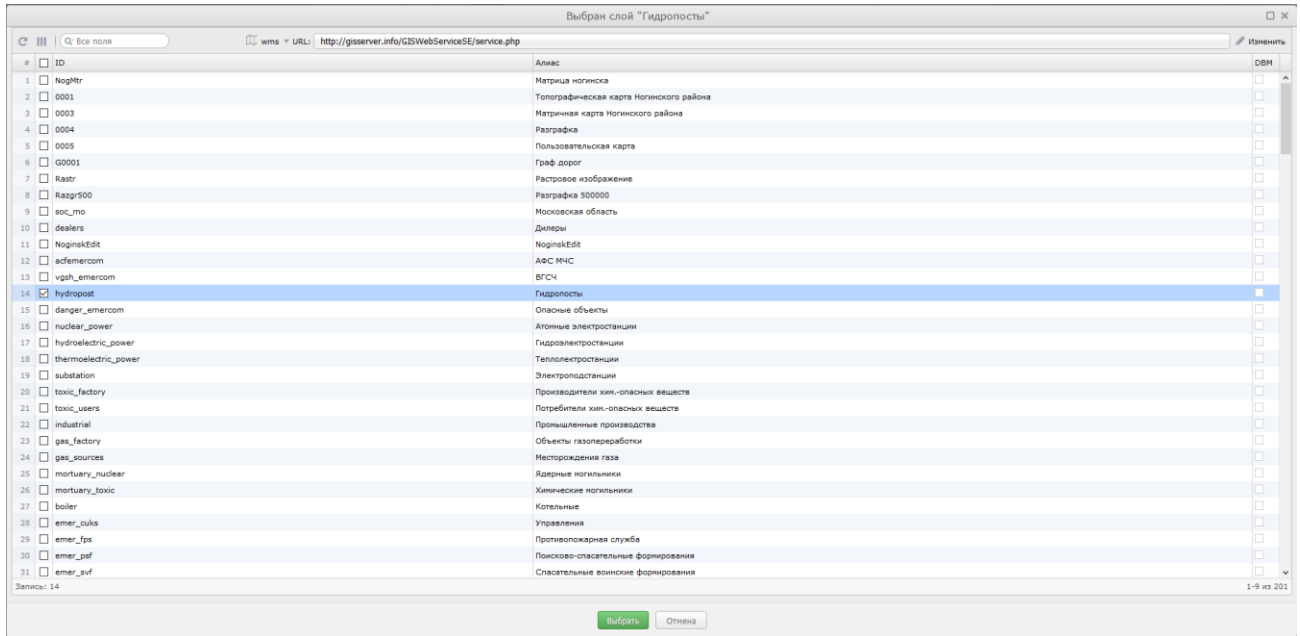 Выбран слой "Гидропосты"
Все поля wms URL: http://gisserver.info/GISWebServiceSE/service.php Изменить
# ID Алиас DBM
1 NogMtr Матрица ногинска
2 0001 Топографическая карта Ногинского района
3 0003 Матричная карта Ногинского района
4 0004 Разграфка
5 0005 Пользовательская карта
6 G0001 Граф дорог
7 Rastr Растровое изображение
8 Razgr500 Разграфка 500000
9 soc_mo Московская область
10 dealers Дилеры
11 NoginskEdit NoginskEdit
12 acfemercom АФС МЧС
13 vgsh_emercom ВГСЧ
14 hydropost Гидропосты
15 danger_emercom Опасные объекты
16 nuclear_power Атомные электростанции
17 hydroelectric_power Гидроэлектростанции
18 thermoelectric_power Теплолектростанции
19 substation Электроподстанции
20 toxic_factory Производители хим.-опасных веществ
21 toxic_users Потребители хим.-опасных веществ
22 industrial Промышленные производства
23 gas_factory Объекты газопереработки
24 gas_sources Месторождения газа
25 mortuary_nuclear Ядерные могильники
26 mortuary_toxic Химические могильники
27 boiler Котельные
28 emer_cuks Управления
29 emer_fps Противопожарная служба
30 emer_psf Поисково-спасательные формирования
31 emer_svf Спасательные воинские формирования
Запись: 14 1-9 из 201
Выбрать Отмена